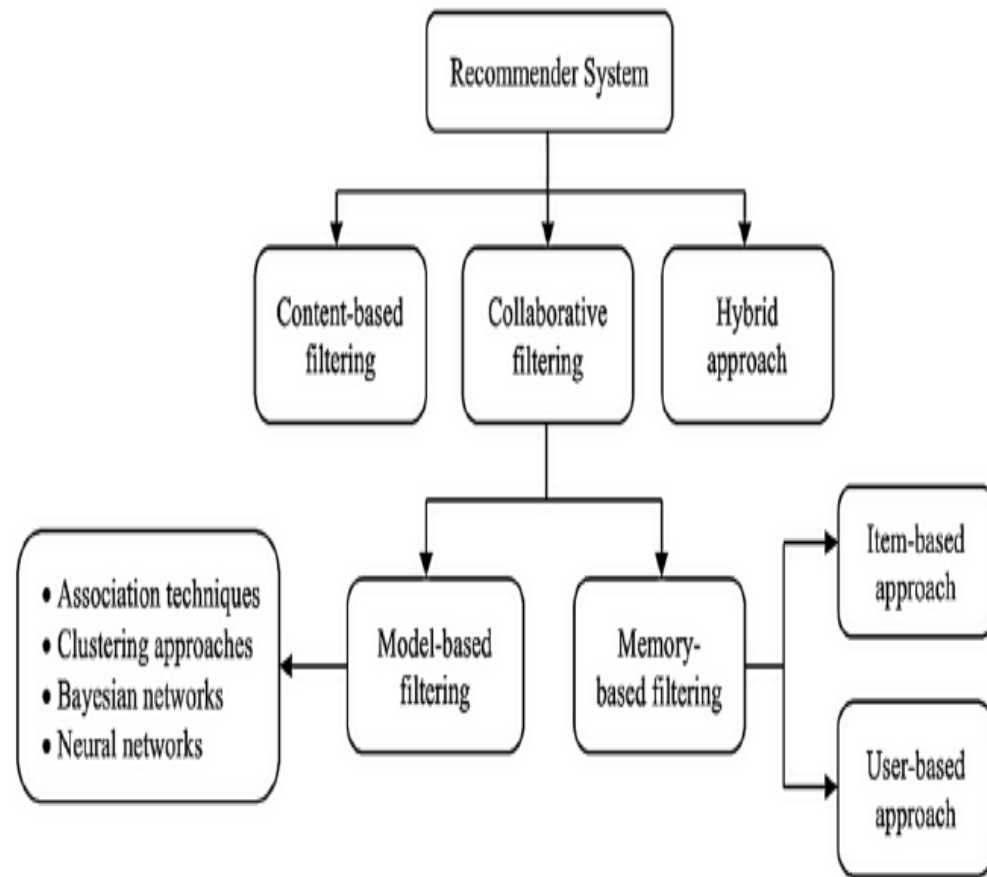 Recommender System
Content-based
filtering
Collaborative
filtering
Hybrid
approach
• Association techniques
• Clustering approaches
• Bayesian networks
• Neural networks
Model-based
filtering
Memory-
based filtering
Item-based
approach
User-based
approach